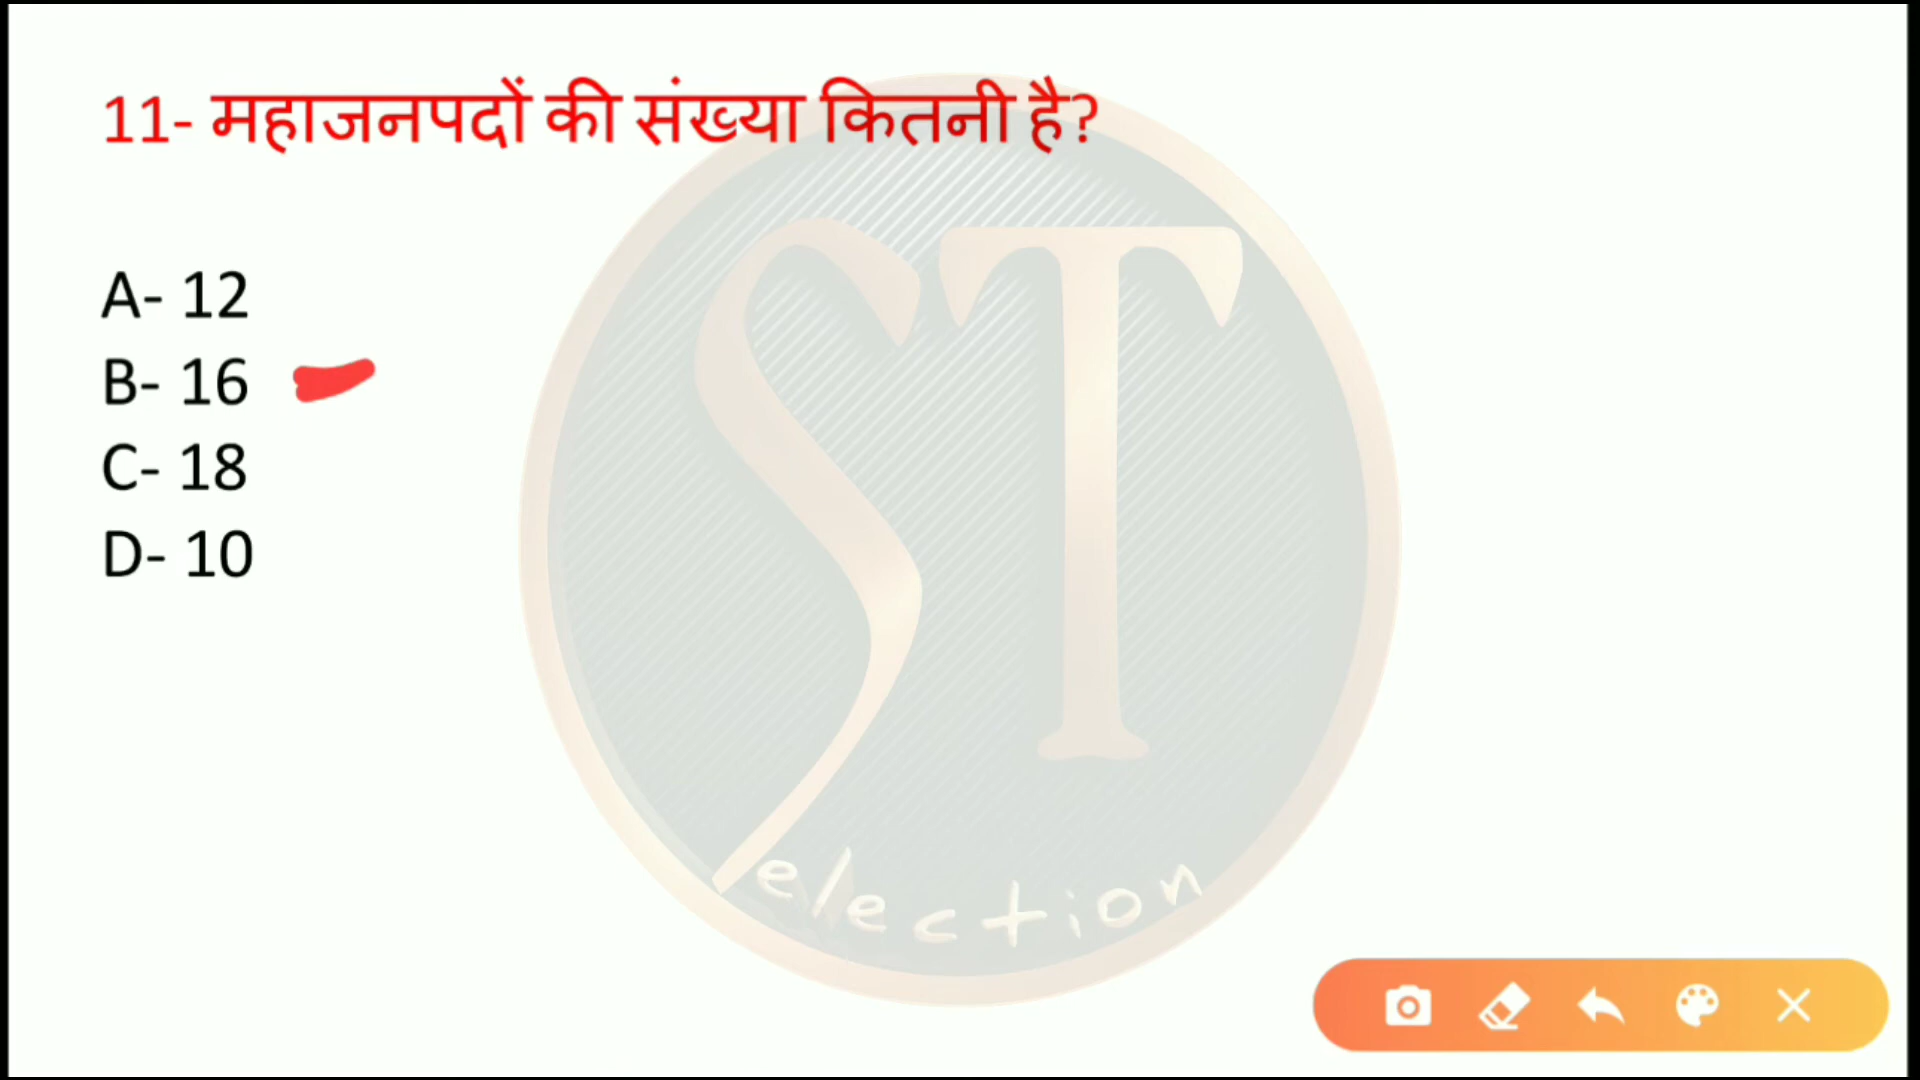 11- महाजनपदों की संख्या कितनी है?
A- 12
B- 16
C- 18
D- 10
ST
election